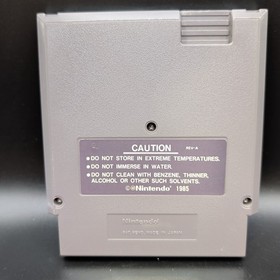 CAUTION
REV-A
●DO NOT STORE IN EXTREME TEMPERATURES.
●DO NOT IMMERSE IN WATER.
●DO NOT CLEAN WITH BENZENE, THINNER,
ALCOHOL OR OTHER SUCH SOLVENTS.
©®Nintendo 1985
Nintendo